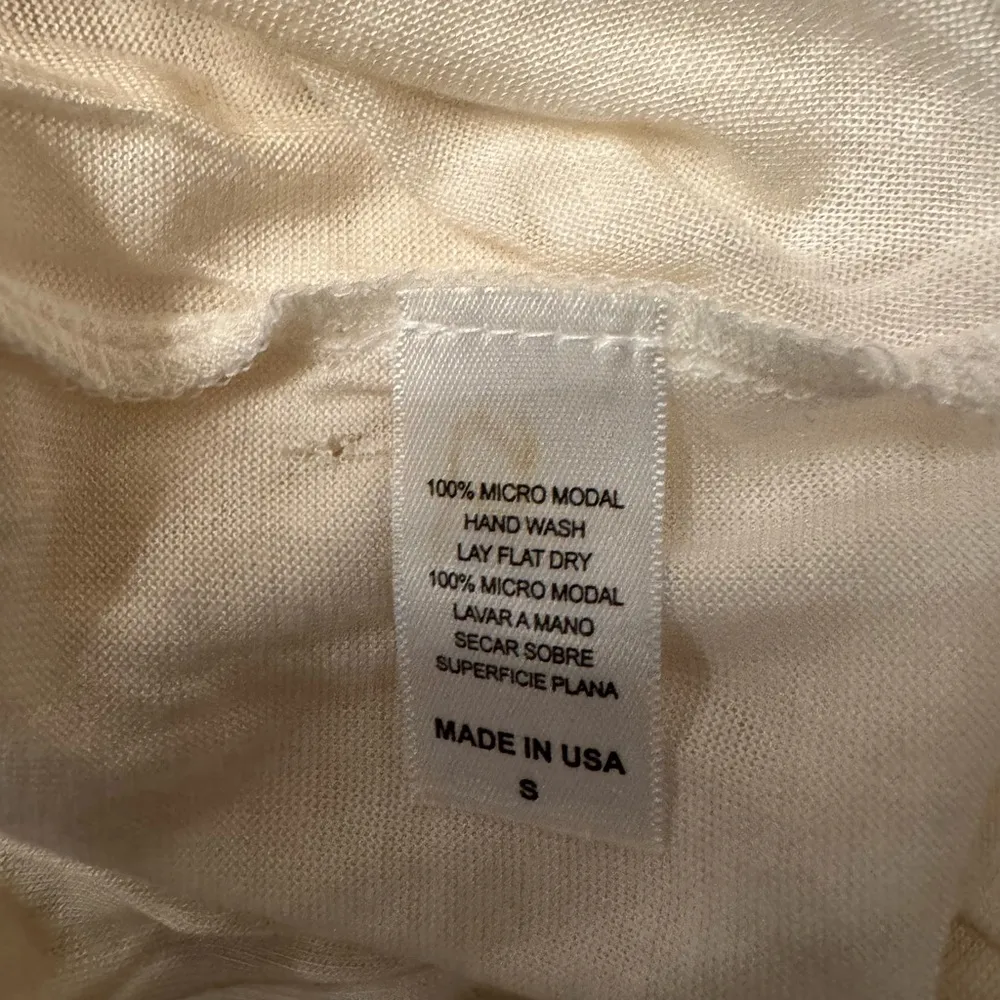 100% MICRO MODAL
HAND WASH
LAY FLAT DRY
100% MICRO MODAL
LAVAR A MANO
SECAR SOBRE
SUPERFICIE PLANA
MADE IN USA
S